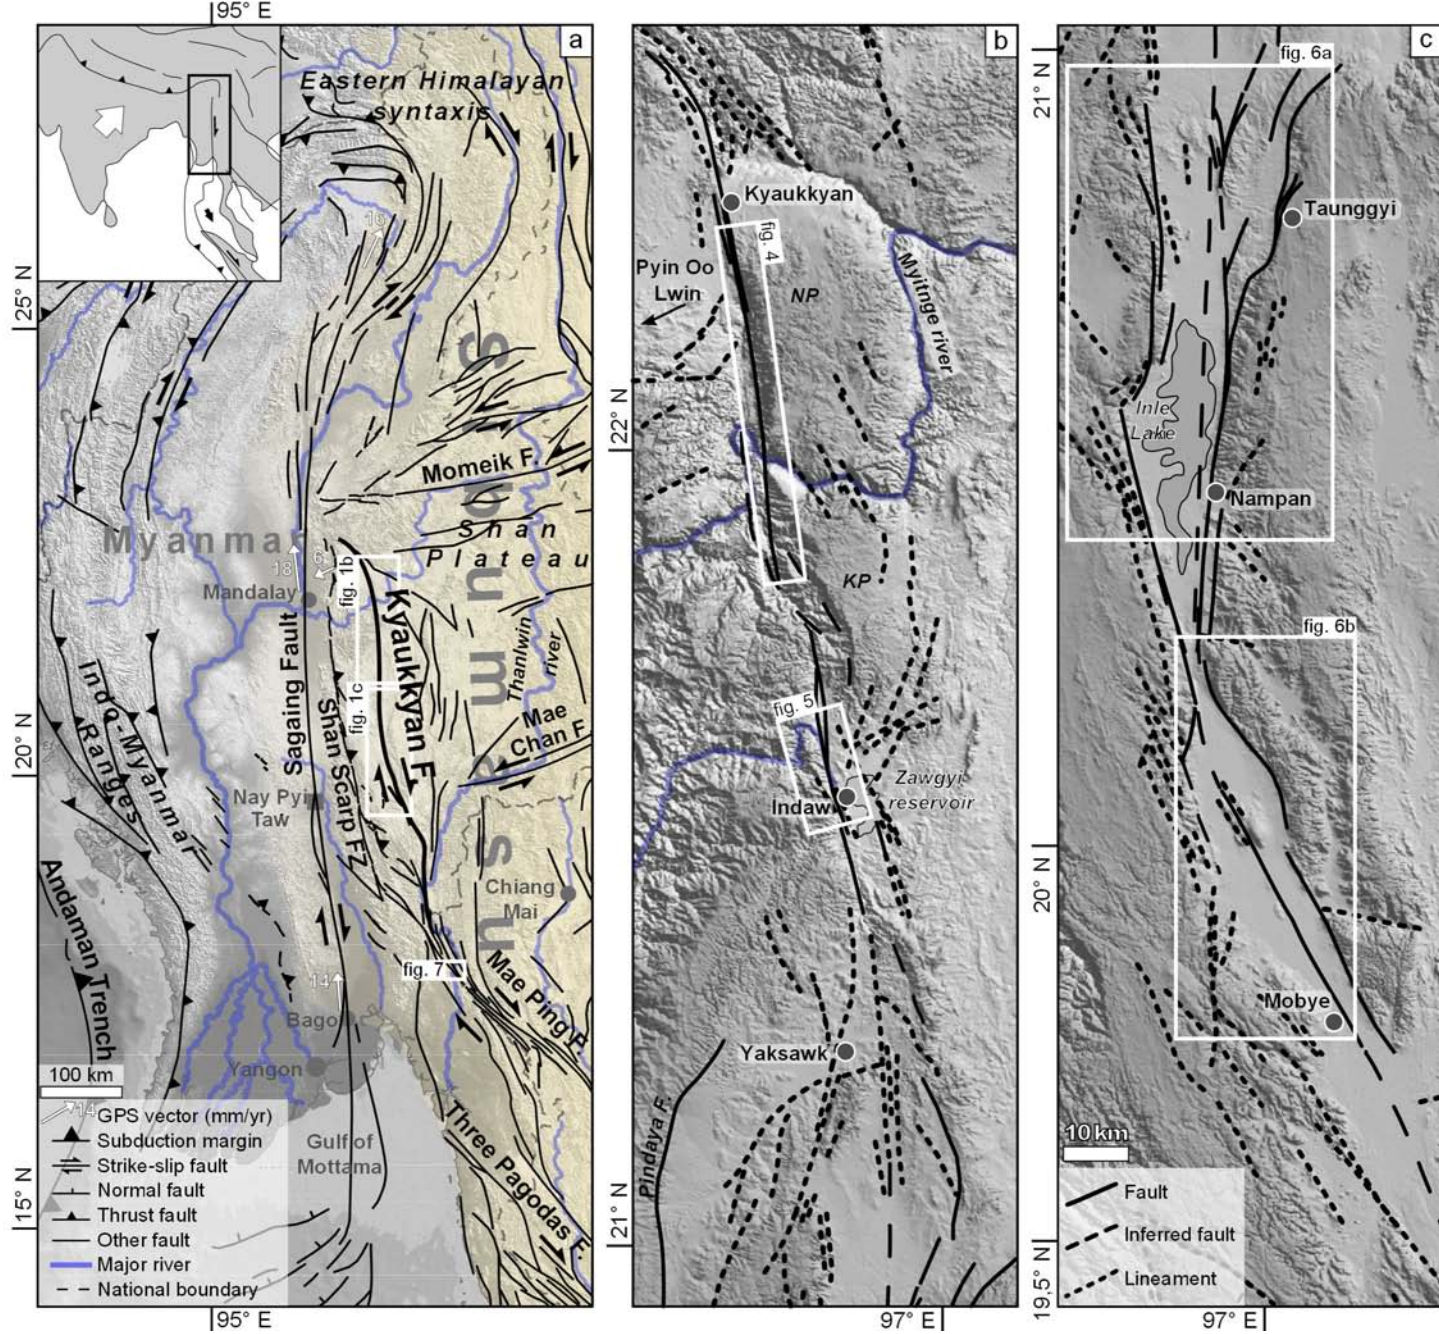 95° E
a
Eastern Himalayan
syntaxis
16
25° N
Momeik F.
Shan
Plateau
Myanmar
18
6
fig. 1b
Mandalay
Kyaukkyan F.
Sagaing Fault
Thanlwin
river
Sibumasu
fig. 1c
Shan Scarp FZ
Mae
Chan F.
20° N
Indo-Myanmar
Ranges
Nay Pyi
Taw
Chiang
Mai
Andaman Trench
fig. 7
14
Mae Ping F.
Bago
Yangon
100 km
Three Pagodas F.
Gulf of
Mottama
14
GPS vector (mm/yr)
Subduction margin
Strike-slip fault
Normal fault
Thrust fault
Other fault
Major river
National boundary
15° N
95° E
b
Kyaukkyan
fig. 4
Pyin Oo
Lwin
NP
Myitnge river
22° N
KP
fig. 5
Indaw
Zawgyi
reservoir
Yaksawk
Pindaya F.
21° N
97° E
c
fig. 6a
21° N
Taunggyi
Inle
Lake
Nampan
fig. 6b
20° N
Mobye
10 km
Fault
Inferred fault
Lineament
19,5° N
97° E